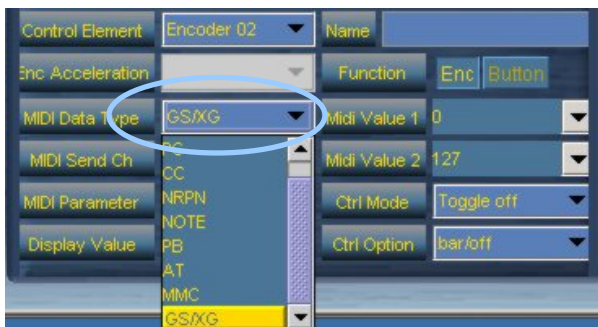 Control Element Encoder 02 Name
Enc Acceleration Function Enc Button
MIDI Data Type GS/XG Midi Value 1 0
PC
MIDI Send Ch CC Midi Value 2 127
MIDI Parameter NRPN Ctrl Mode Toggle off
NOTE
Display Value PB Ctrl Option bar/off
AT
MMC
GS/XG